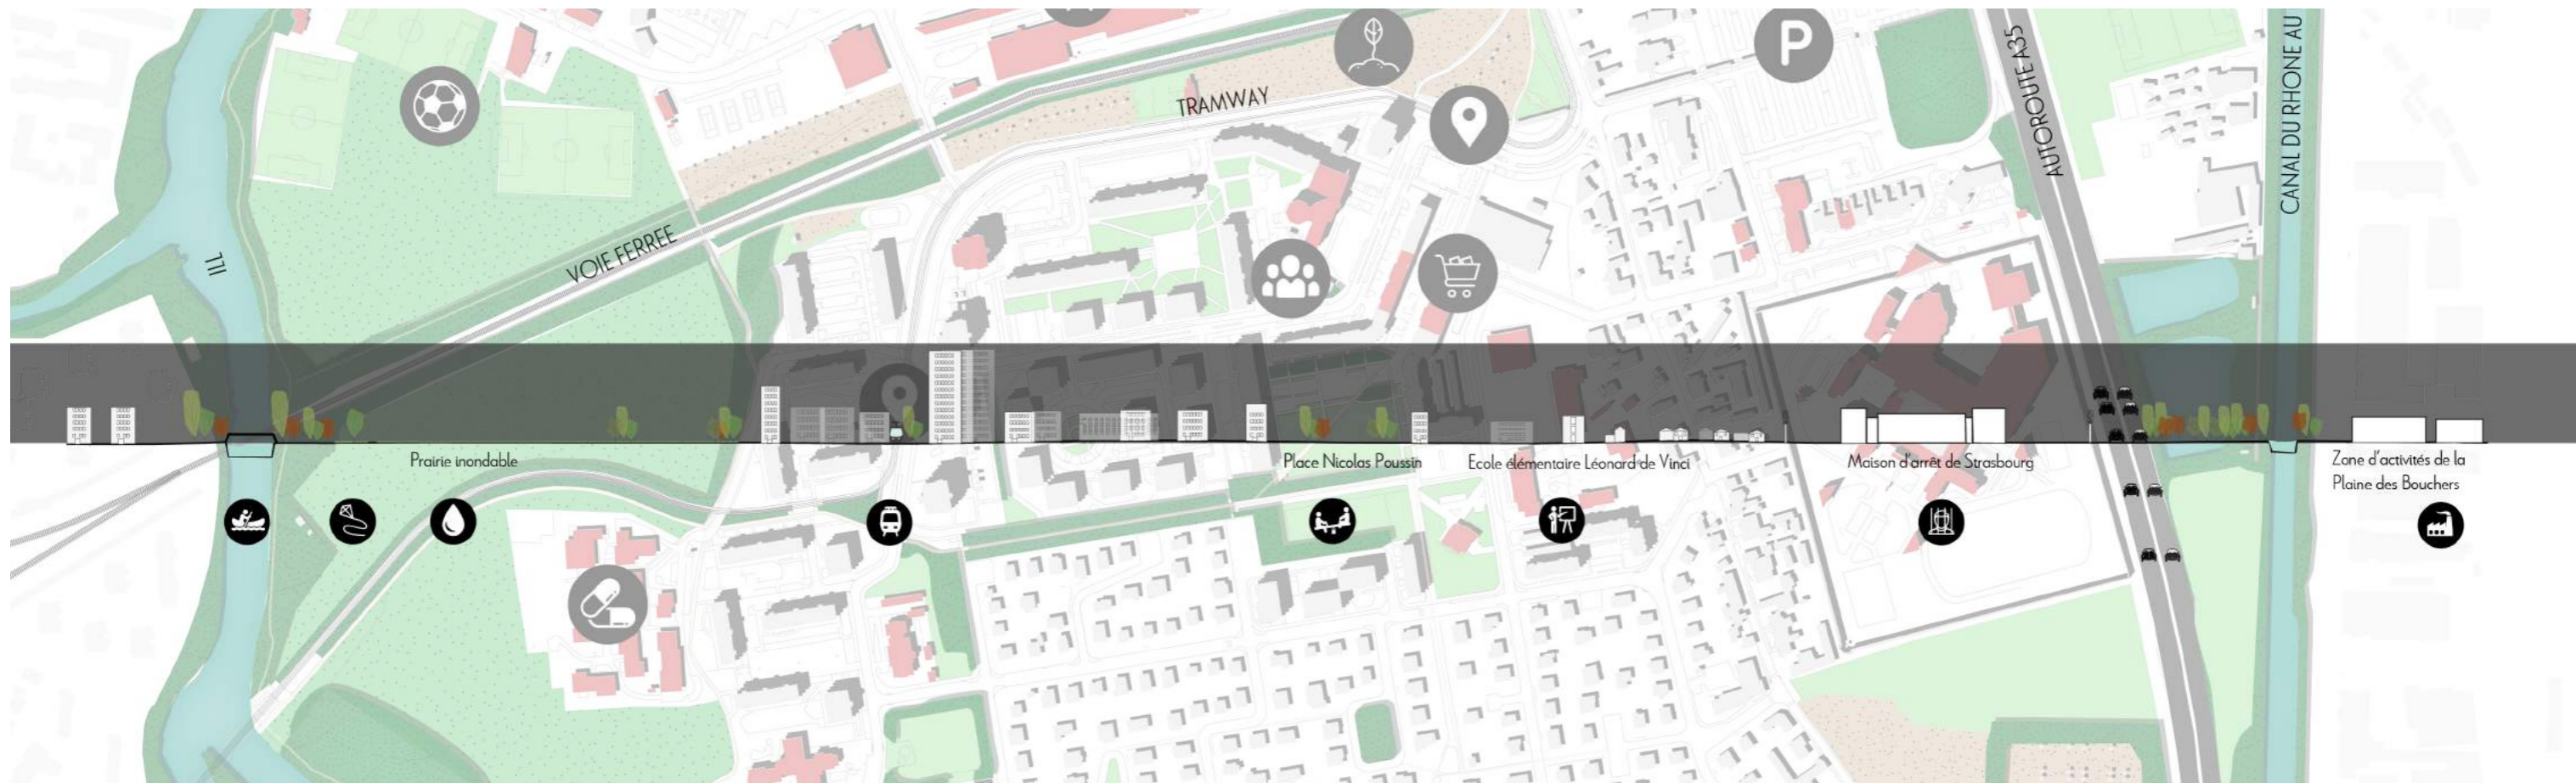 AUTOROUTE A35
CANAL DU RHONE AU
P
TRAMWAY
VOIE FERREE
ILL
Prairie inondable
Place Nicolas Poussin
Ecole élémentaire Léonard de Vinci
Maison d'arrêt de Strasbourg
Zone d'activités de la
Plaine des Bouchers